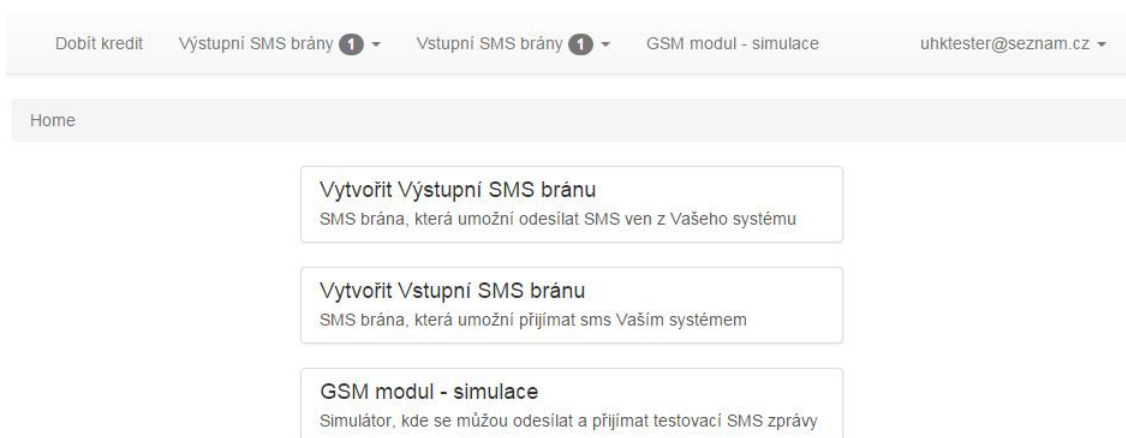 Dobít kredit Výstupní SMS brány 1 Vstupní SMS brány 1 GSM modul - simulace uhktester@seznam.cz
Home
Vytvořit Výstupní SMS bránu
SMS brána, která umožní odesílat SMS ven z Vašeho systému
Vytvořit Vstupní SMS bránu
SMS brána, která umožní přijímat sms Vaším systémem
GSM modul - simulace
Simulátor, kde se můžou odesílat a přijímat testovací SMS zprávy